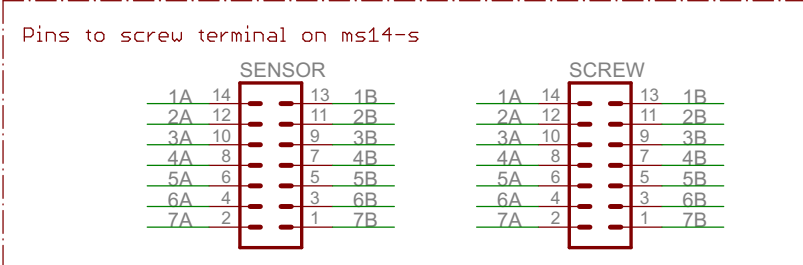 Pins to screw terminal on ms14-s
SENSOR SCREW
1A 14 13 1B 1A 14 13 1B
2A 12 11 2B 2A 12 11 2B
3A 10 9 3B 3A 10 9 3B
4A 8 7 4B 4A 8 7 4B
5A 6 5 5B 5A 6 5 5B
6A 4 3 6B 6A 4 3 6B
7A 2 1 7B 7A 2 1 7B